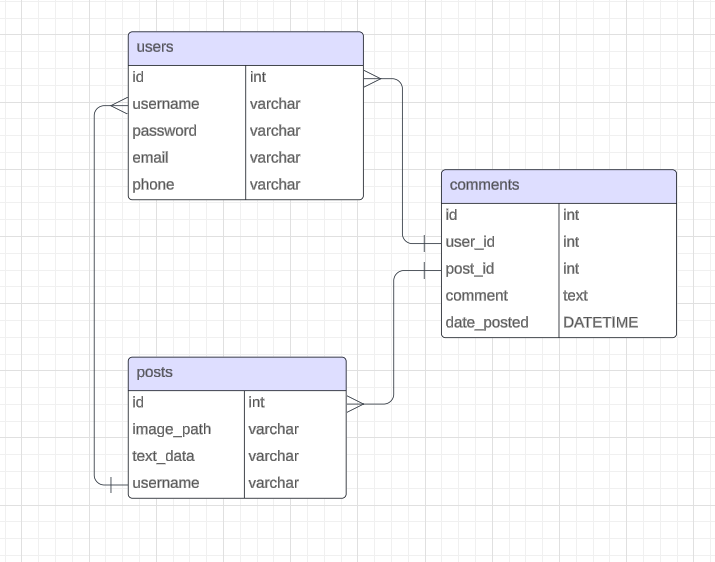 users
id int
username varchar
password varchar
email varchar
phone varchar
comments
id int
user_id int
post_id int
comment text
date_posted DATETIME
posts
id int
image_path varchar
text_data varchar
username varchar